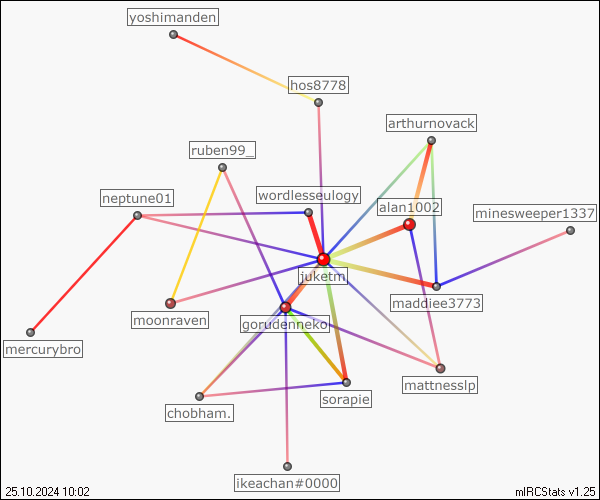 yoshimanden
hos8778
arthurnovack
ruben99_
neptune01
wordlesseulogy
alan1002
minesweeper1337
juketm
maddiee3773
moonraven
gorudenneko
mercurybro
mattnesslp
sorapie
chobham.
ikeachan#0000
25.10.2024 10:02
mIRCStats v1.25